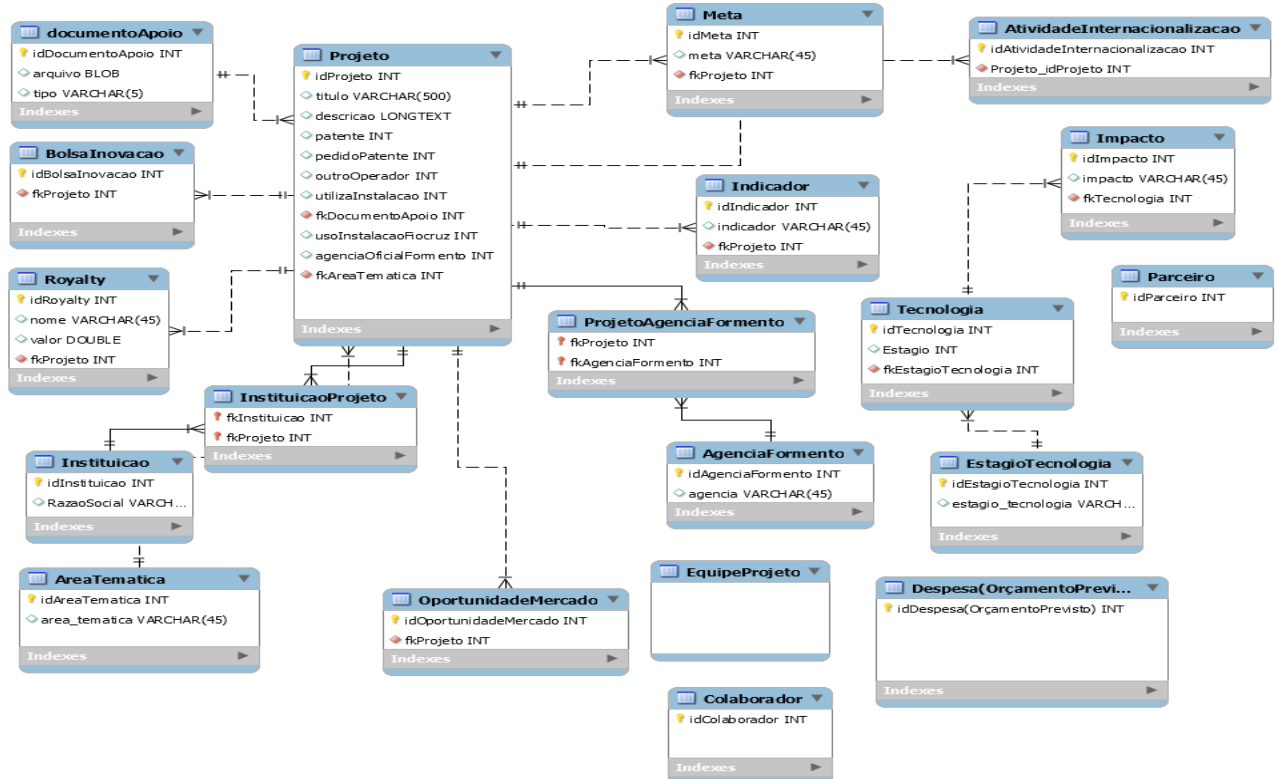 documentoApoio
idDocumentoApoio INT
arquivo BLOB
tipo VARCHAR(5)
Indexes
BolsaInovacao
idBolsaInovacao INT
fkProjeto INT
Indexes
Royalty
idRoyalty INT
nome VARCHAR(45)
valor DOUBLE
fkProjeto INT
Indexes
Projeto
idProjeto INT
titulo VARCHAR(500)
descricao LONGTEXT
patente INT
pedidoPatente INT
outroOperador INT
utilizaInstalacao INT
fkDocumentoApoio INT
usoInstalacaoFiocruz INT
agenciaOficialFormento INT
fkAreaTematica INT
Indexes
Meta
idMeta INT
meta VARCHAR(45)
fkProjeto INT
Indexes
AtividadeInternacionalizacao
idAtividadeInternacionalizacao INT
Projeto_idProjeto INT
Indexes
Indicador
idIndicador INT
indicador VARCHAR(45)
fkProjeto INT
Indexes
Impacto
idImpacto INT
impacto VARCHAR(45)
fkTecnologia INT
Indexes
Parceiro
idParceiro INT
Indexes
Tecnologia
idTecnologia INT
Estagio INT
fkEstagioTecnologia INT
Indexes
ProjetoAgenciaFormento
fkProjeto INT
fkAgenciaFormento INT
Indexes
InstituicaoProjeto
fkInstituicao INT
fkProjeto INT
Indexes
Instituicao
idInstituicao INT
RazaoSocial VARCH...
Indexes
AgenciaFormento
idAgenciaFormento INT
agencia VARCHAR(45)
Indexes
EstagioTecnologia
idEstagioTecnologia INT
estagio_tecnologia VARCH...
Indexes
AreaTematica
idAreaTematica INT
area_tematica VARCHAR(45)
Indexes
OportunidadeMercado
idOportunidadeMercado INT
fkProjeto INT
Indexes
EquipeProjeto
Despesa(OrçamentoPrevi...
idDespesa(OrçamentoPrevisto) INT
Indexes
Colaborador
idColaborador INT
Indexes